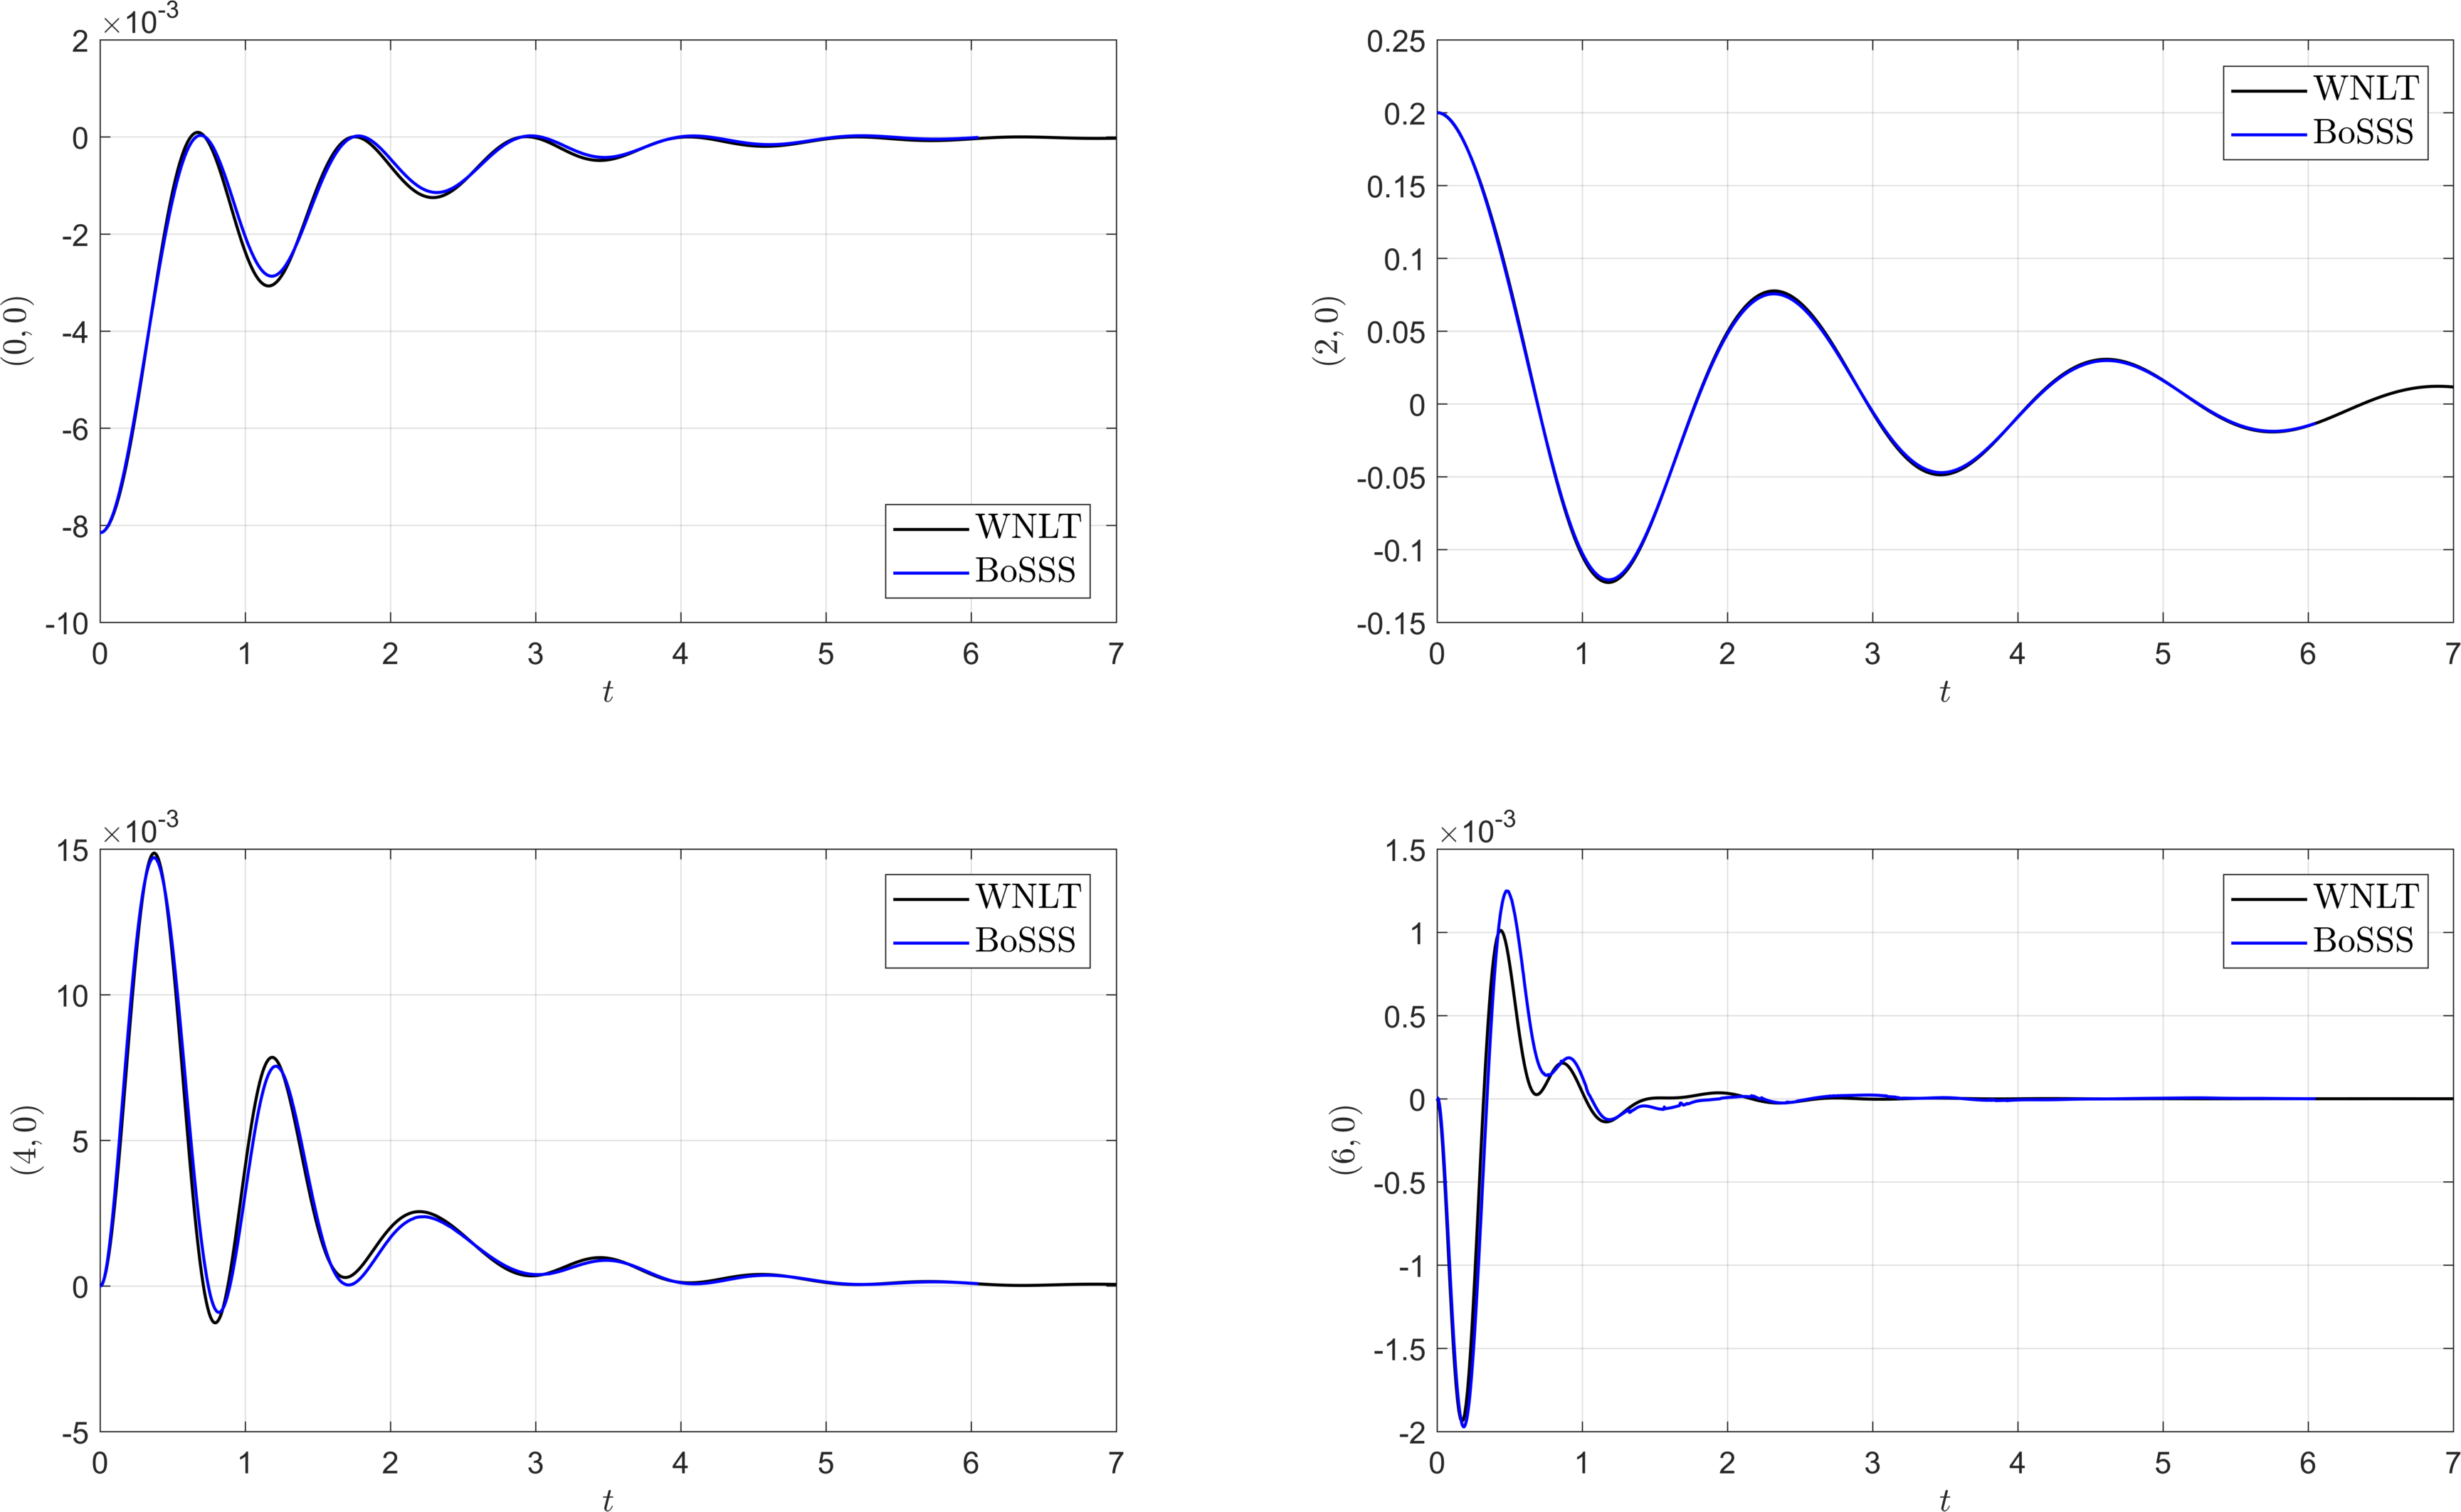 ×10-3
2
0
-2
-4
-6
-8
-10
(0, 0)
WNLT
BoSSS
0 1 2 3 4 5 6 7
t
0.25
0.2
0.15
0.1
0.05
0
-0.05
-0.1
-0.15
(2, 0)
WNLT
BoSSS
0 1 2 3 4 5 6 7
t
×10-3
15
10
5
0
-5
(4, 0)
WNLT
BoSSS
0 1 2 3 4 5 6 7
t
×10-3
1.5
1
0.5
0
-0.5
-1
-1.5
-2
(6, 0)
WNLT
BoSSS
0 1 2 3 4 5 6 7
t